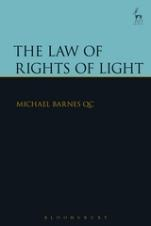 THE LAW OF
RIGHTS OF LIGHT
MICHAEL BARNES QC
BLOOMSBURY